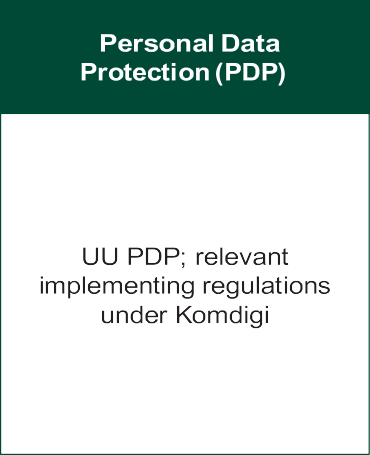 Personal Data
Protection (PDP)
UU PDP; relevant
implementing regulations
under Komdigi